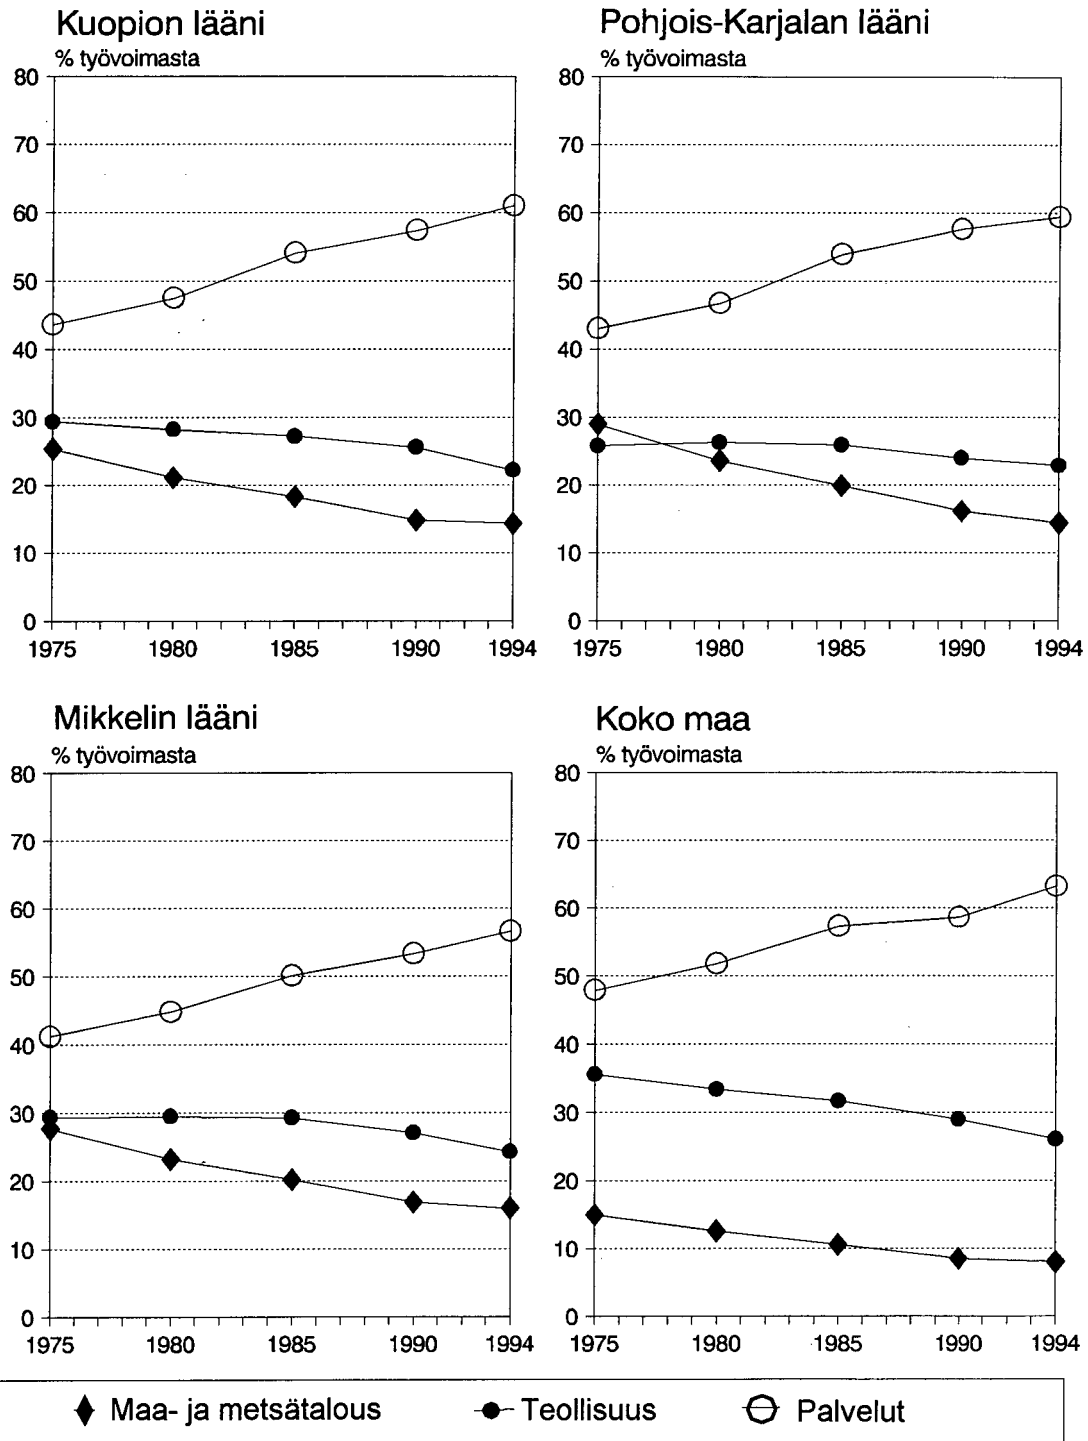 Kuopion lääni
% työvoimasta
80
70
60
50
40
30
20
10
0
1975 1980 1985 1990 1994
Pohjois-Karjalan lääni
% työvoimasta
80
70
60
50
40
30
20
10
0
1975 1980 1985 1990 1994
Mikkelin lääni
% työvoimasta
80
70
60
50
40
30
20
10
0
1975 1980 1985 1990 1994
Koko maa
% työvoimasta
80
70
60
50
40
30
20
10
0
1975 1980 1985 1990 1994
Maa- ja metsätalous Teollisuus Palvelut